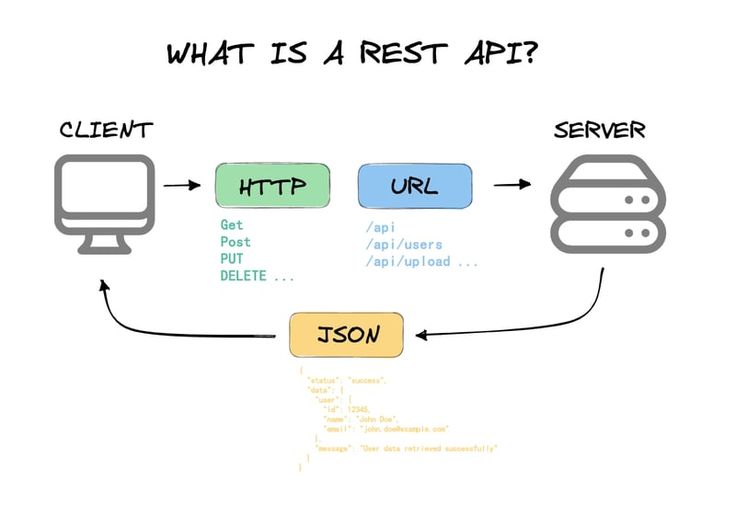 WHAT IS A REST API?
CLIENT
SERVER
HTTP
URL
Get
Post
PUT
DELETE ...
/api
/api/users
/api/upload ...
JSON
{
"status": "success",
"data": {
"user": {
"id": 12345,
"name": "John Doe",
"email": "john.doe@example.com"
},
"message": "User data retrieved successfully"
}
}